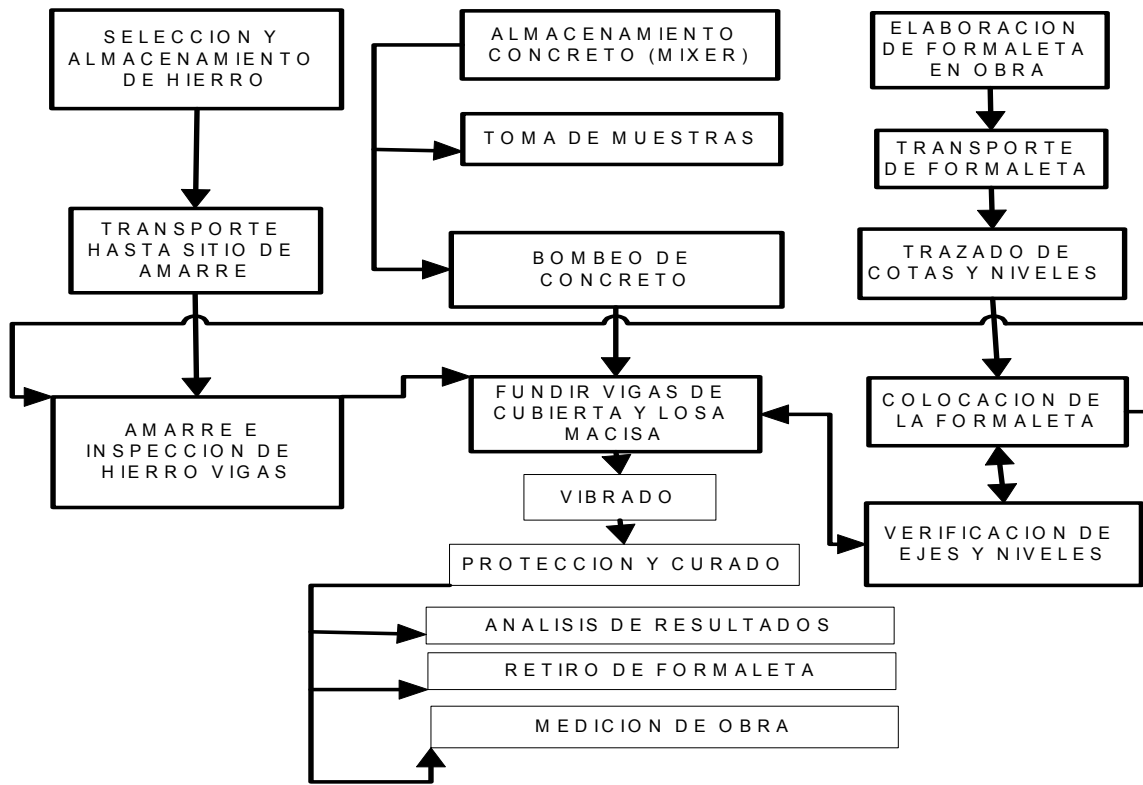 SELECCION Y
ALMACENAMIENTO
DE HIERRO
ALMACENAMIENTO
CONCRETO (MIXER)
ELABORACION
DE FORMALETA
EN OBRA
TOMA DE MUESTRAS
TRANSPORTE
DE FORMALETA
TRANSPORTE
HASTA SITIO DE
AMARRE
BOMBEO DE
CONCRETO
TRAZADO DE
COTAS Y NIVELES
AMARRE E
INSPECCION DE
HIERRO VIGAS
FUNDIR VIGAS DE
CUBIERTA Y LOSA
MACISA
COLOCACION DE
LA FORMALETA
VIBRADO
VERIFICACION DE
EJES Y NIVELES
PROTECCION Y CURADO
ANALISIS DE RESULTADOS
RETIRO DE FORMALETA
MEDICION DE OBRA